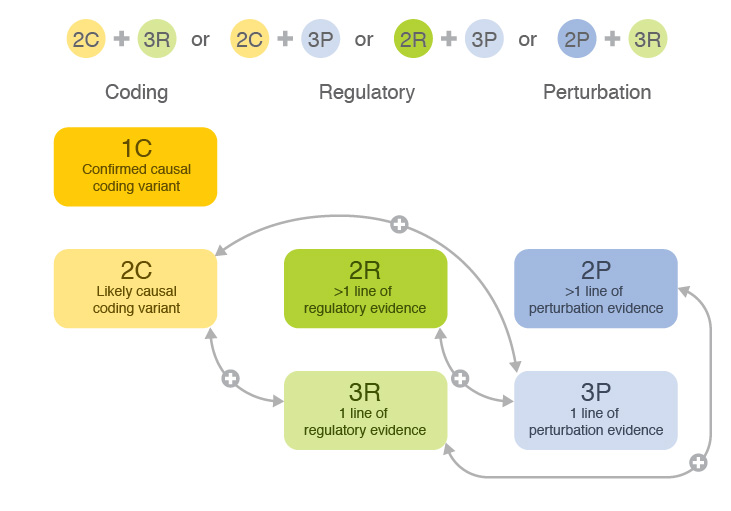 2C + 3R or 2C + 3P or 2R + 3P or 2P + 3R
Coding Regulatory Perturbation
1C
Confirmed causal
coding variant
2C
Likely causal
coding variant
2R
>1 line of
regulatory evidence
2P
>1 line of
perturbation evidence
3R
1 line of
regulatory evidence
3P
1 line of
perturbation evidence